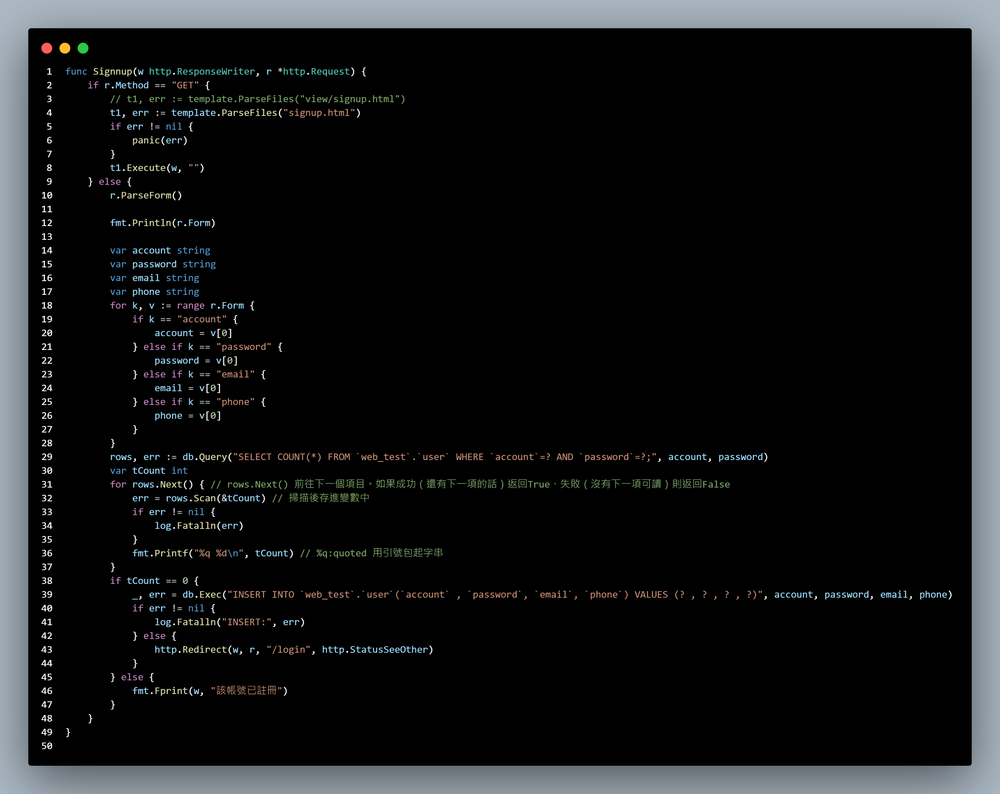 1 func Signnup(w http.ResponseWriter, r *http.Request) {
2     if r.Method == "GET" {
3         // t1, err := template.ParseFiles("view/signup.html")
4         t1, err := template.ParseFiles("signup.html")
5         if err != nil {
6             panic(err)
7         }
8         t1.Execute(w, "")
9     } else {
10         r.ParseForm()
11
12         fmt.Println(r.Form)
13
14         var account string
15         var password string
16         var email string
17         var phone string
18         for k, v := range r.Form {
19             if k == "account" {
20                 account = v[0]
21             } else if k == "password" {
22                 password = v[0]
23             } else if k == "email" {
24                 email = v[0]
25             } else if k == "phone" {
26                 phone = v[0]
27             }
28         }
29         rows, err := db.Query("SELECT COUNT(*) FROM `web_test`.`user` WHERE `account`=? AND `password`=?;", account, password)
30         var tCount int
31         for rows.Next() { // rows.Next() 前往下一個項目。如果成功（還有下一項的話）返回True、失敗（沒有下一項可讀）則返回False
32             err = rows.Scan(&tCount) // 掃描後存進變數中
33             if err != nil {
34                 log.Fatalln(err)
35             }
36             fmt.Printf("%q %d\n", tCount) // %q:quoted 用引號包起字串
37         }
38         if tCount == 0 {
39             _, err = db.Exec("INSERT INTO `web_test`.`user`(`account` , `password`, `email`, `phone`) VALUES (? , ? , ? , ?)", account, password, email, phone)
40             if err != nil {
41                 log.Fatalln("INSERT:", err)
42             } else {
43                 http.Redirect(w, r, "/login", http.StatusSeeOther)
44             }
45         } else {
46             fmt.Fprint(w, "該帳號已註冊")
47         }
48     }
49 }
50